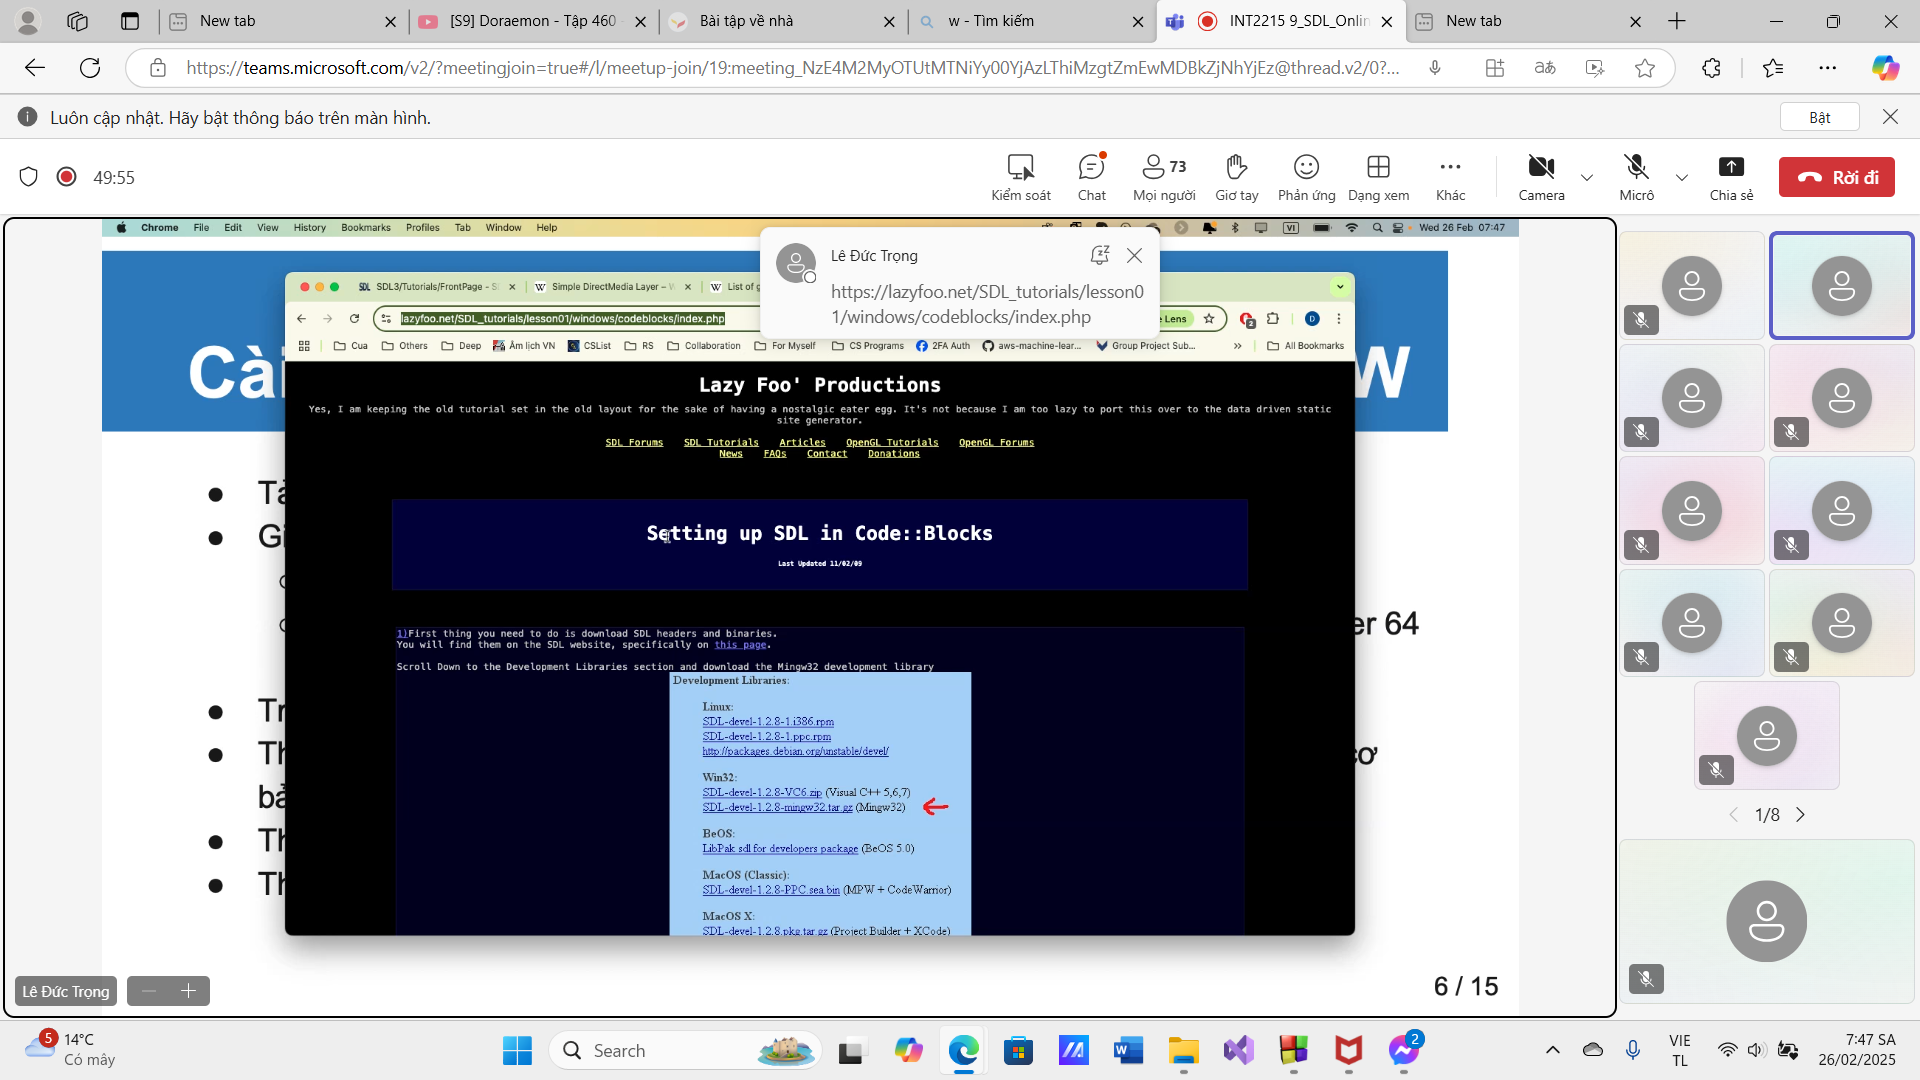 New tab
[S9] Doraemon - Tập 460
Bài tập về nhà
w - Tìm kiếm
INT2215 9_SDL_Onlin
New tab
https://teams.microsoft.com/v2/?meetingjoin=true#/l/meetup-join/19:meeting_NzE4M2MyOTUtMTNiYy00YjAzLThiMzgtZmEwMDBkZjNhYjEz@thread.v2/0?...
Luôn cập nhật. Hãy bật thông báo trên màn hình.
Bật
49:55
Kiểm soát
Chat
73
Mọi người
Giơ tay
Phản ứng
Dạng xem
Khác
Camera
Micrô
Chia sẻ
Rời đi
Chrome File Edit View History Bookmarks Profiles Tab Window Help
VI
Wed 26 Feb 07:47
Lê Đức Trọng
https://lazyfoo.net/SDL_tutorials/lesson0
1/windows/codeblocks/index.php
SDL3/Tutorials/FrontPage - S
Simple DirectMedia Layer –
List of g
lazyfoo.net/SDL_tutorials/lesson01/windows/codeblocks/index.php
Lens
Cua
Others
Deep
Âm lịch VN
CSList
RS
Collaboration
For Myself
CS Programs
2FA Auth
aws-machine-lear...
Group Project Sub...
All Bookmarks
Cài
W
Lazy Foo' Productions
Yes, I am keeping the old tutorial set in the old layout for the sake of having a nostalgic eater egg. It's not because I am too lazy to port this over to the data driven static
site generator.
SDL Forums SDL Tutorials Articles OpenGL Tutorials OpenGL Forums
News FAQs Contact Donations
Setting up SDL in Code::Blocks
Last Updated 11/02/09
1)First thing you need to do is download SDL headers and binaries.
You will find them on the SDL website, specifically on this page.
Scroll Down to the Development Libraries section and download the Mingw32 development library
Development Libraries:
Linux:
SDL-devel-1.2.8-1.i386.rpm
SDL-devel-1.2.8-1.ppc.rpm
http://packages.debian.org/unstable/devel/
Win32:
SDL-devel-1.2.8-VC6.zip (Visual C++ 5,6,7)
SDL-devel-1.2.8-mingw32.tar.gz (Mingw32)
BeOS:
LibPak sdl for developers package (BeOS 5.0)
MacOS (Classic):
SDL-devel-1.2.8-PPC.sea.bin (MPW + CodeWarrior)
MacOS X:
SDL-devel-1.2.8.pkg.tar.gz (Project Builder + XCode)
er 64
1/8
Lê Đức Trọng
6 / 15
5
14°C
Có mây
Search
2
VIE
TL
7:47 SA
26/02/2025